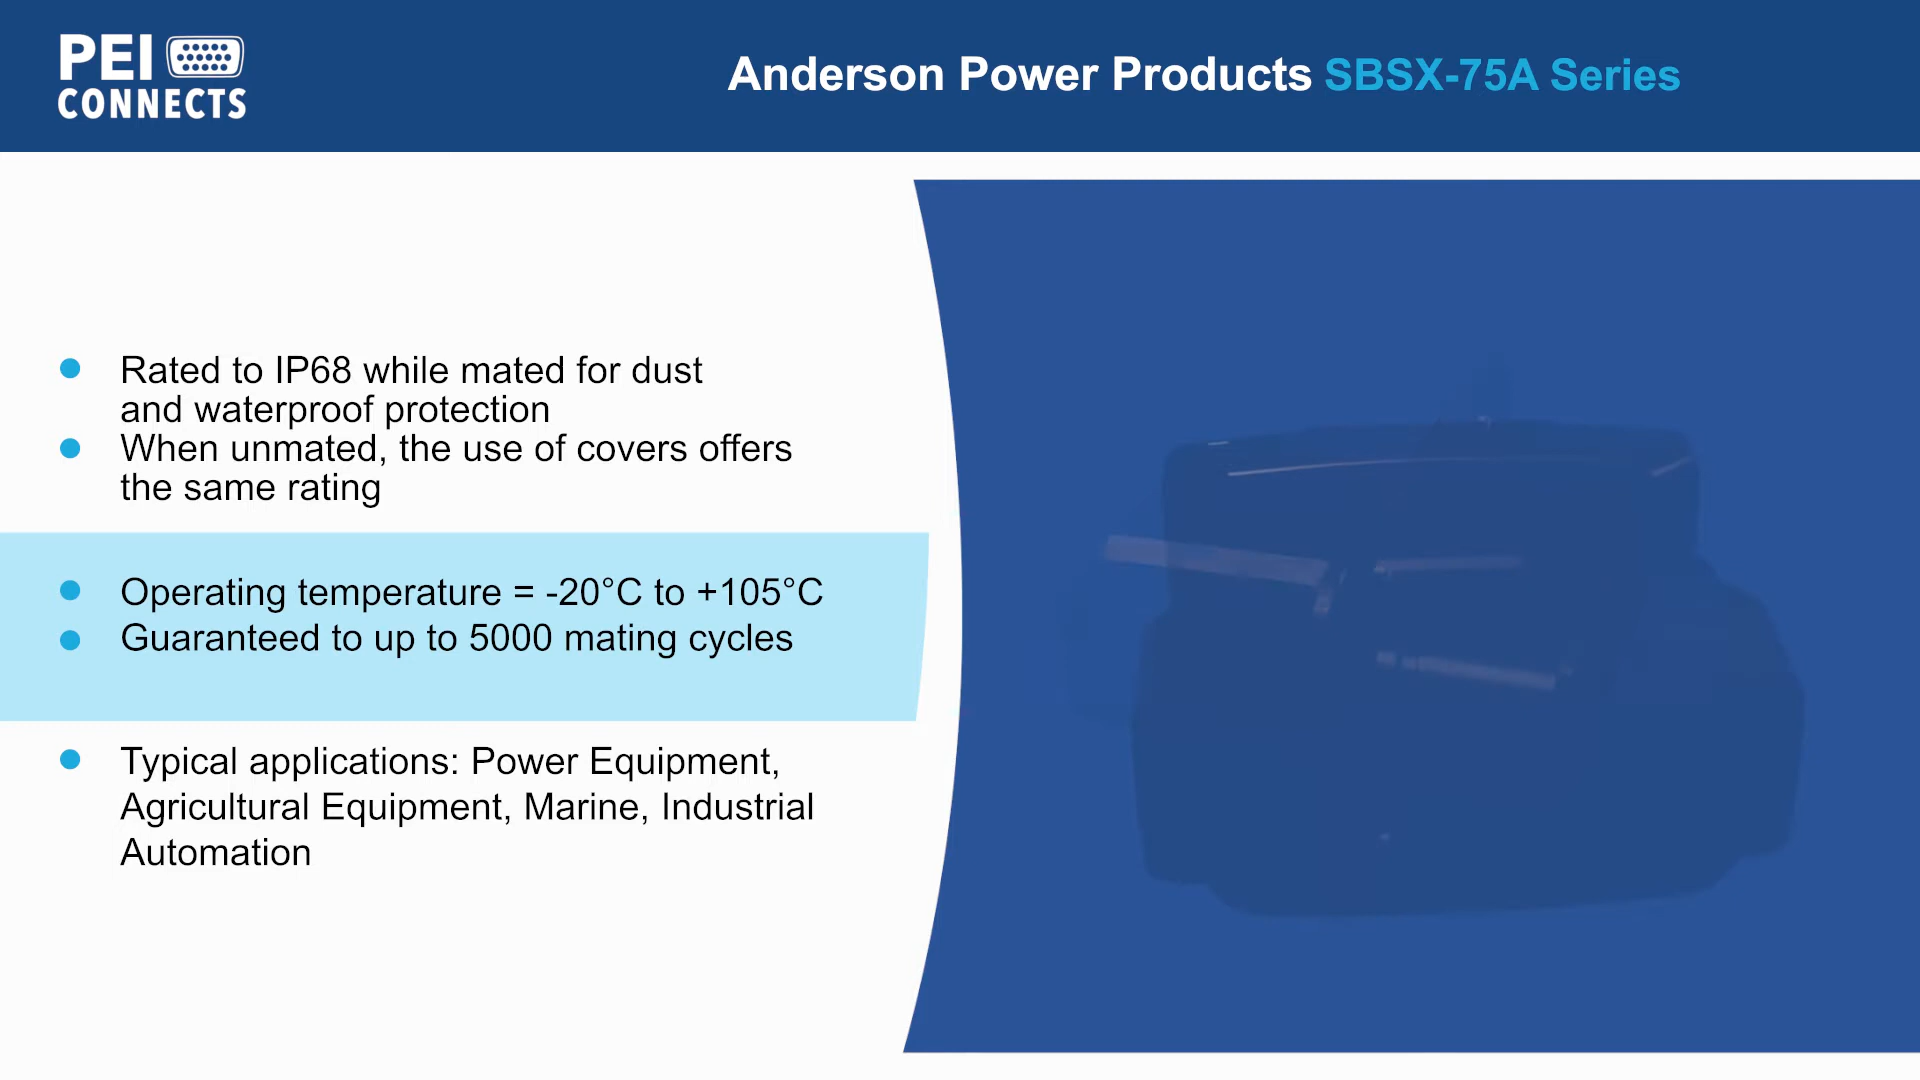 PEI
CONNECTS
Anderson Power Products SBSX-75A Series
Rated to IP68 while mated for dust
and waterproof protection
When unmated, the use of covers offers
the same rating
Operating temperature = -20°C to +105°C
Guaranteed to up to 5000 mating cycles
Typical applications: Power Equipment,
Agricultural Equipment, Marine, Industrial
Automation